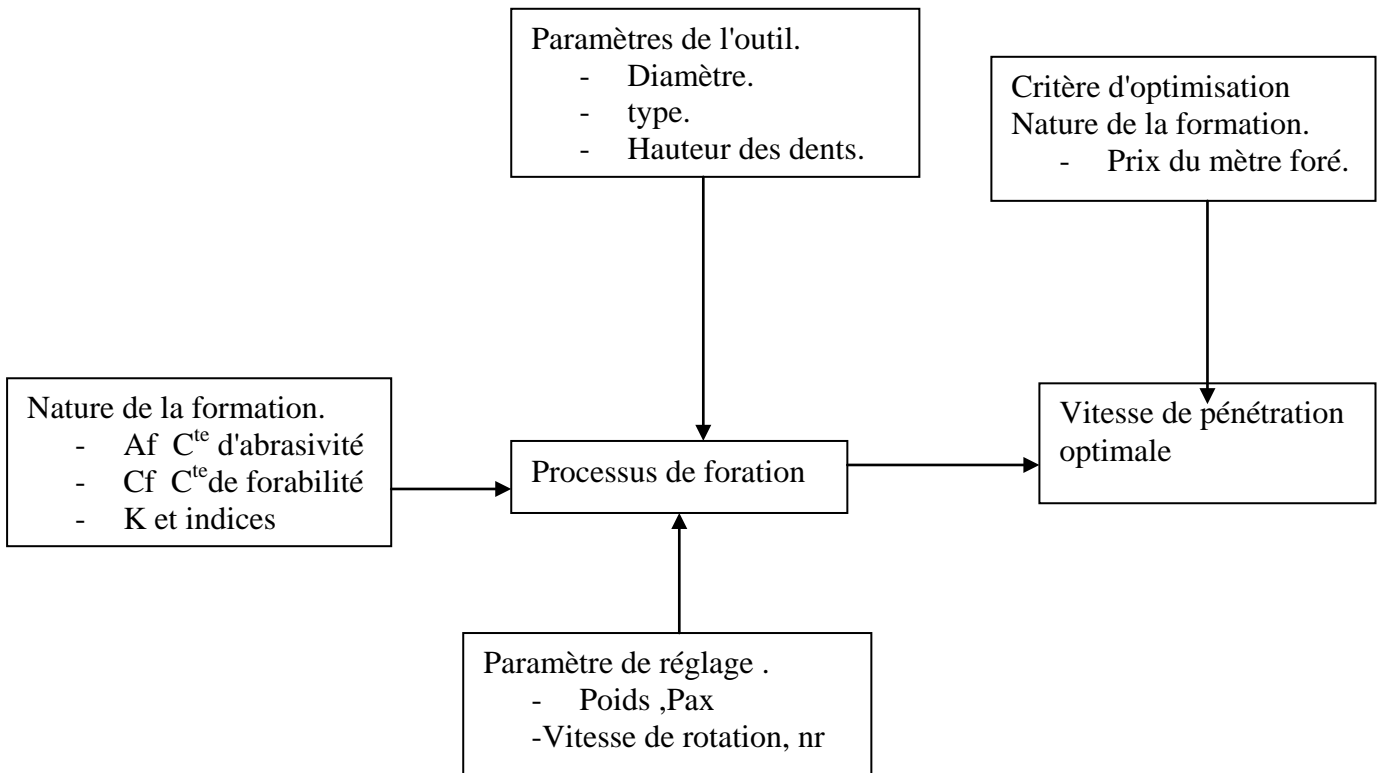 Paramètres de l'outil.
- Diamètre.
- type.
- Hauteur des dents.
Critère d'optimisation
Nature de la formation.
- Prix du mètre foré.
Nature de la formation.
- Af Cte d'abrasivité
- Cf Cte de forabilité
- K et indices
Processus de foration
Vitesse de pénétration
optimale
Paramètre de réglage .
- Poids ,Pax
-Vitesse de rotation, nr